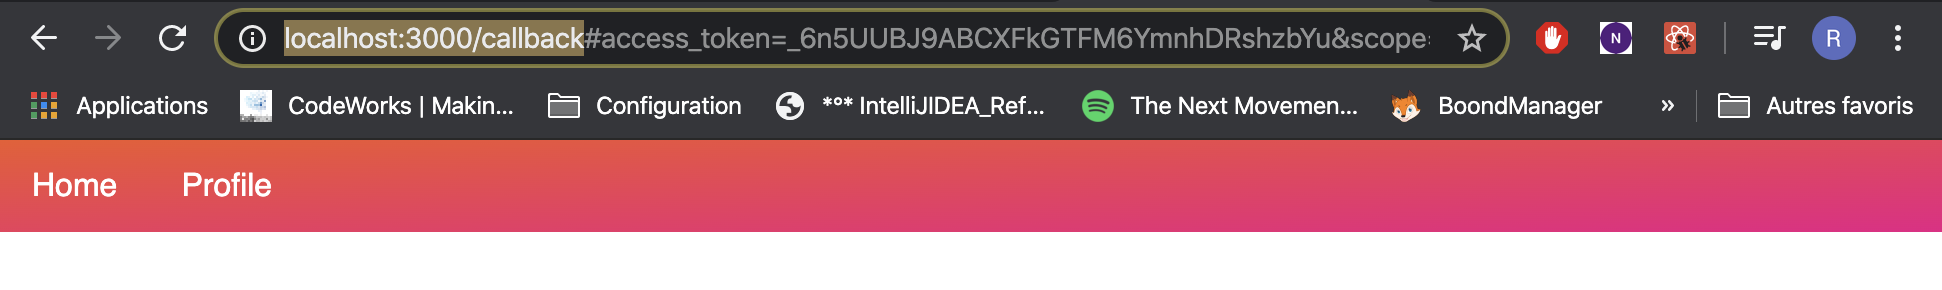 localhost:3000/callback#access_token=_6n5UUBJ9ABCXFkGTFM6YmnhDRshzbYu&scope=
N
R
Applications CodeWorks | Makin... Configuration *°* IntelliJIDEA_Ref... The Next Movemen... BoondManager » Autres favoris
Home Profile